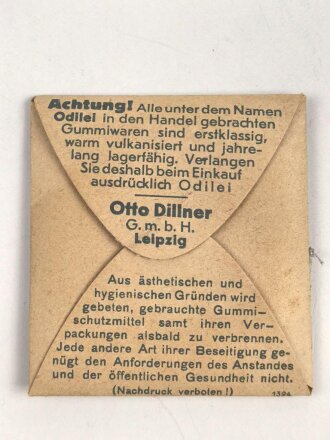 Achtung! Alle unter dem Namen
Odilei in den Handel gebrachten
Gummiwaren sind erstklassig,
warm vulkanisiert und jahre-
lang lagerfähig. Verlangen
Sie deshalb beim Einkauf
ausdrücklich Odilei
Otto Dillner
G. m. b. H.
Leipzig
Aus ästhetischen und
hygienischen Gründen wird
gebeten, gebrauchte Gummi-
schutzmittel samt ihren Ver-
packungen alsbald zu verbrennen.
Jede andere Art ihrer Beseitigung ge-
nügt den Anforderungen des Anstandes
und der öffentlichen Gesundheit nicht.
(Nachdruck verboten!)